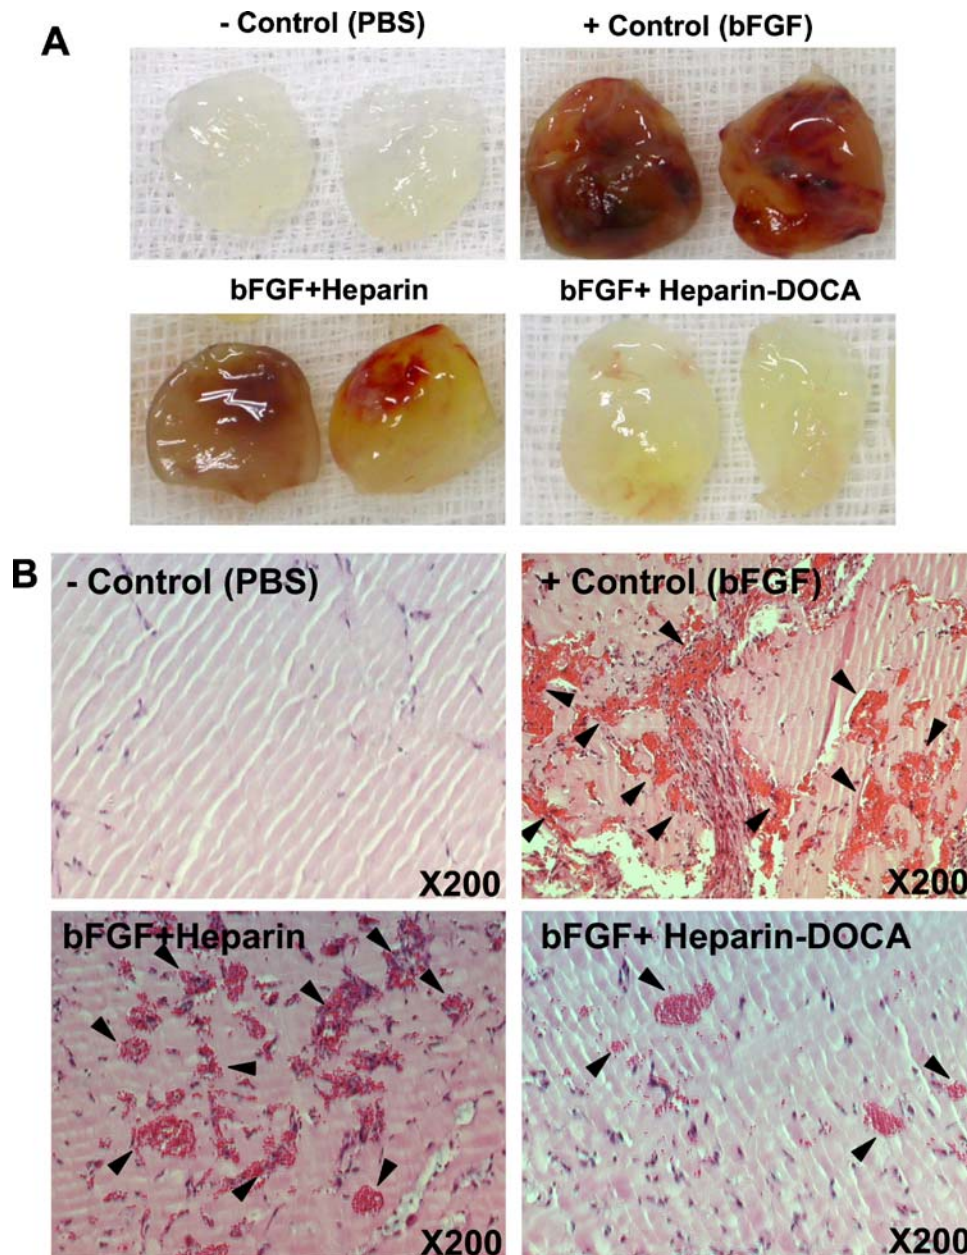 A
- Control (PBS)
+ Control (bFGF)
bFGF+Heparin
bFGF+ Heparin-DOCA
B
- Control (PBS)
X200
+ Control (bFGF)
X200
bFGF+Heparin
X200
bFGF+ Heparin-DOCA
X200